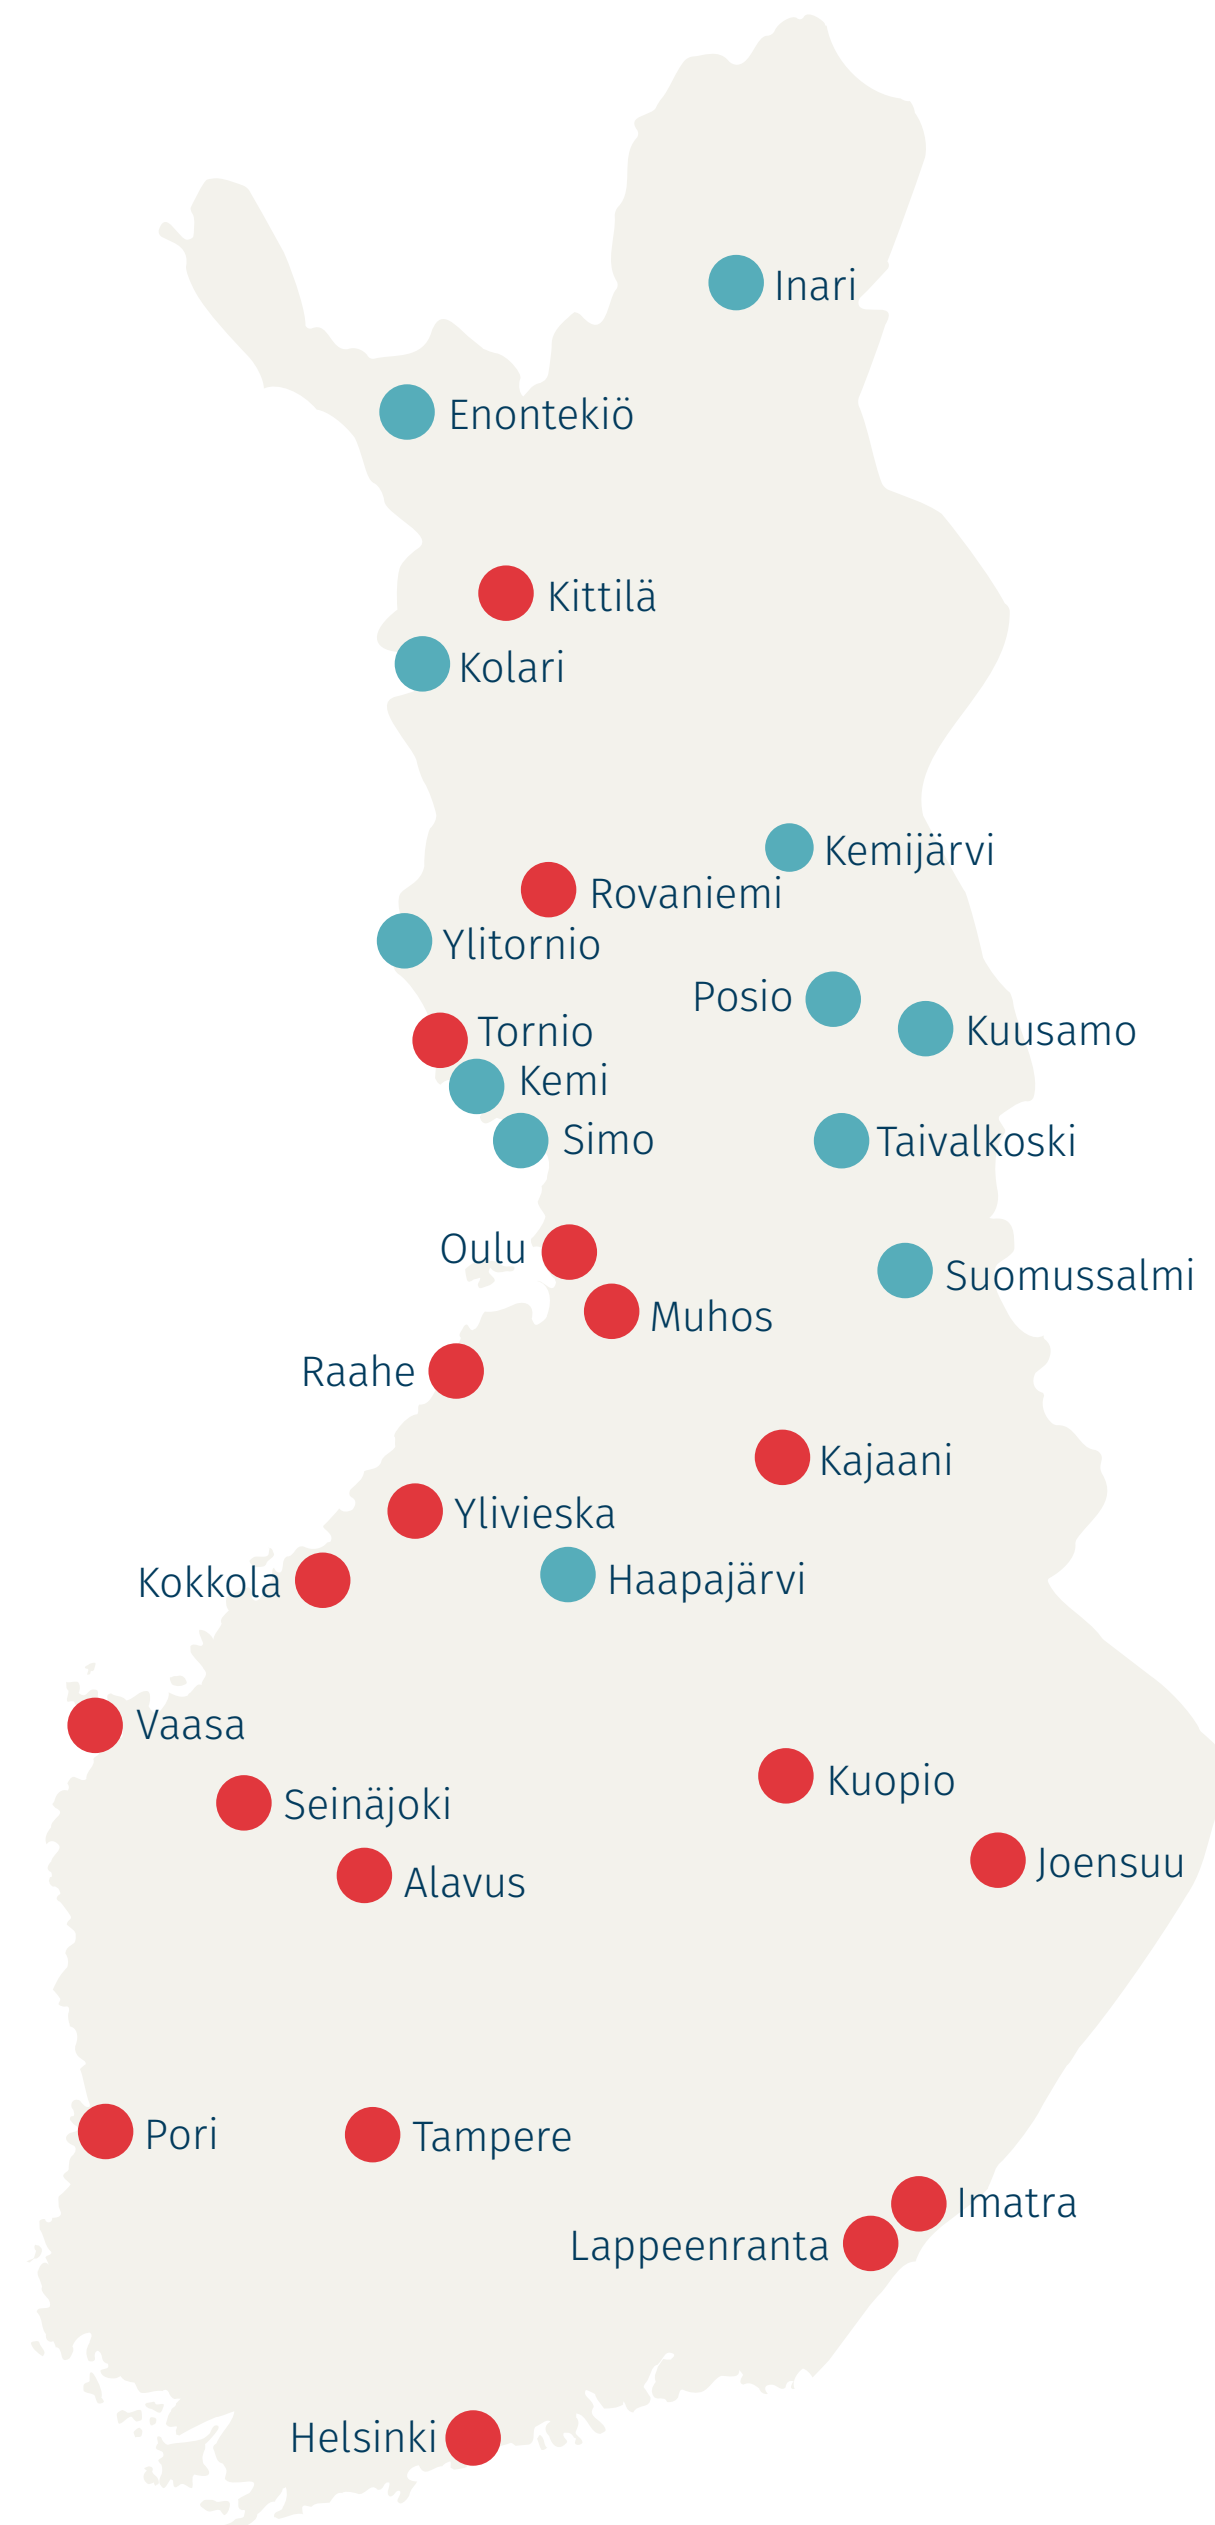 Inari
Enontekiö
Kittilä
Kolari
Kemijärvi
Rovaniemi
Ylitornio
Posio
Kuusamo
Tornio
Kemi
Simo
Taivalkoski
Oulu
Suomussalmi
Muhos
Raahe
Kajaani
Ylivieska
Haapajärvi
Kokkola
Vaasa
Kuopio
Seinäjoki
Joensuu
Alavus
Pori
Tampere
Imatra
Lappeenranta
Helsinki